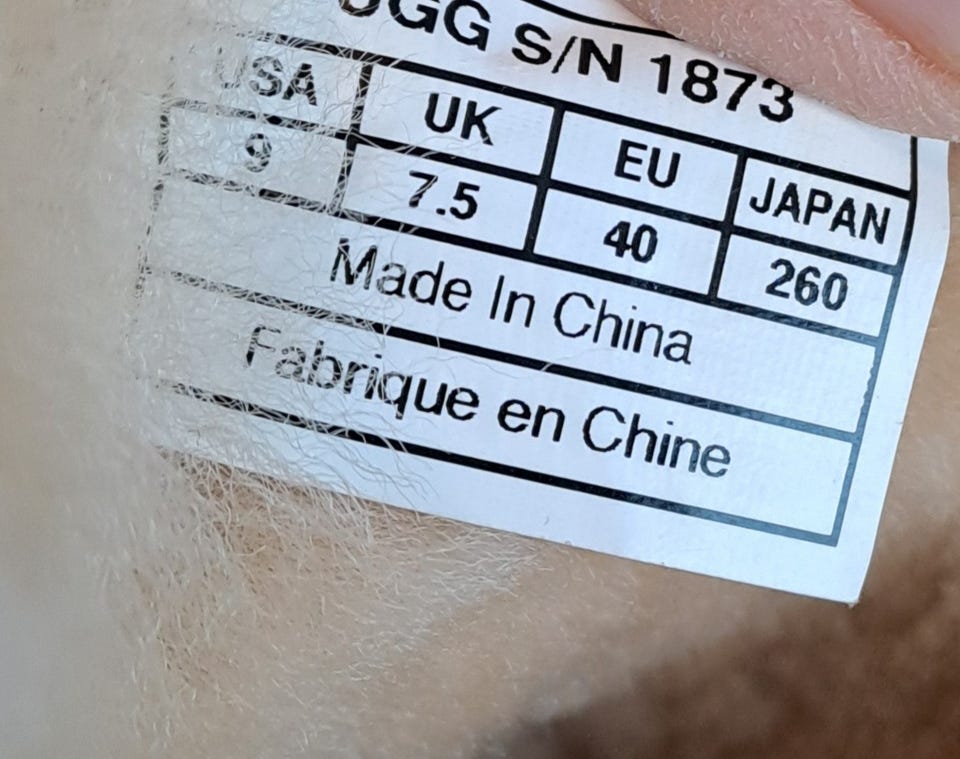 UGG S/N 1873
USA UK EU JAPAN
9 7.5 40 260
Made In China
Fabrique en Chine